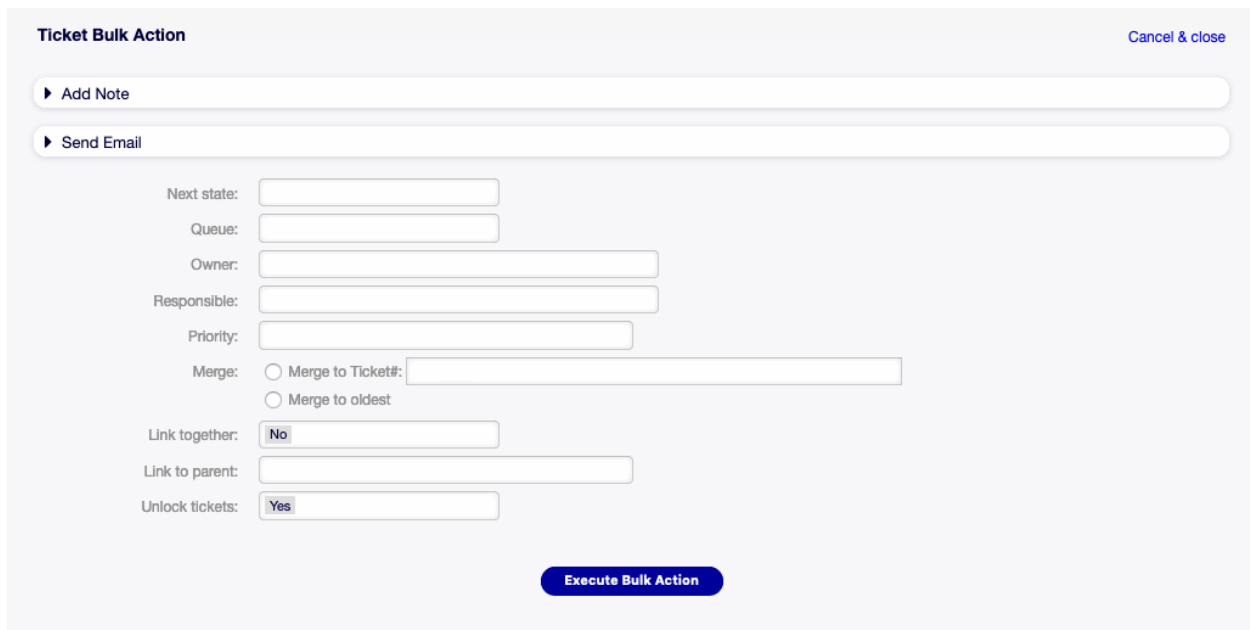 Ticket Bulk Action
Cancel & close
Add Note
Send Email
Next state:
Queue:
Owner:
Responsible:
Priority:
Merge: Merge to Ticket#:
Merge to oldest
Link together: No
Link to parent:
Unlock tickets: Yes
Execute Bulk Action